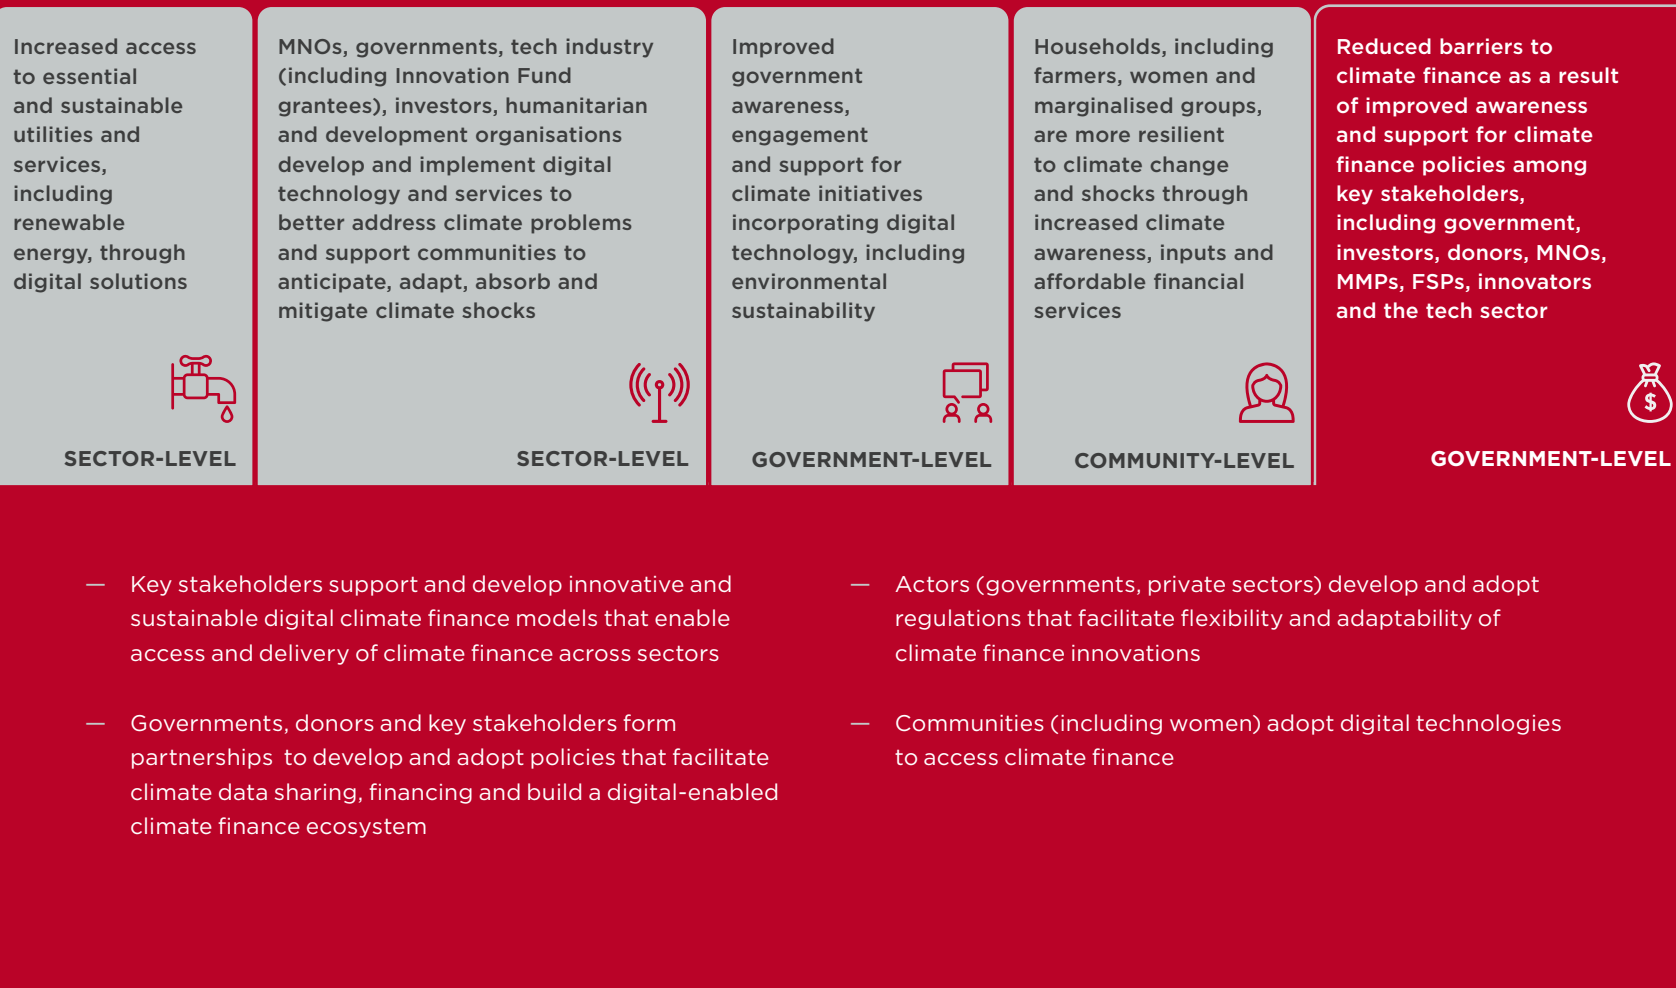 Increased access
to essential
and sustainable
utilities and
services,
including
renewable
energy, through
digital solutions
SECTOR-LEVEL
MNOs, governments, tech industry
(including Innovation Fund
grantees), investors, humanitarian
and development organisations
develop and implement digital
technology and services to
better address climate problems
and support communities to
anticipate, adapt, absorb and
mitigate climate shocks
SECTOR-LEVEL
Improved
government
awareness,
engagement
and support for
climate initiatives
incorporating digital
technology, including
environmental
sustainability
GOVERNMENT-LEVEL
Households, including
farmers, women and
marginalised groups,
are more resilient
to climate change
and shocks through
increased climate
awareness, inputs and
affordable financial
services
COMMUNITY-LEVEL
Reduced barriers to
climate finance as a result
of improved awareness
and support for climate
finance policies among
key stakeholders,
including government,
investors, donors, MNOs,
MMPs, FSPs, innovators
and the tech sector
$
GOVERNMENT-LEVEL
— Key stakeholders support and develop innovative and
sustainable digital climate finance models that enable
access and delivery of climate finance across sectors
— Governments, donors and key stakeholders form
partnerships to develop and adopt policies that facilitate
climate data sharing, financing and build a digital-enabled
climate finance ecosystem
— Actors (governments, private sectors) develop and adopt
regulations that facilitate flexibility and adaptability of
climate finance innovations
— Communities (including women) adopt digital technologies
to access climate finance